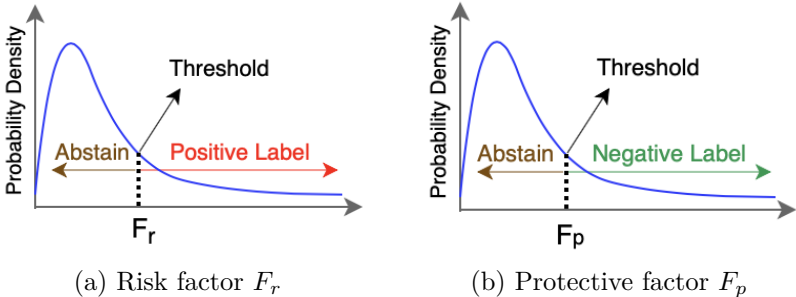 Probability Density
Threshold
Abstain
Positive Label
Fr
(a) Risk factor Fr
Probability Density
Threshold
Abstain
Negative Label
Fp
(b) Protective factor Fp